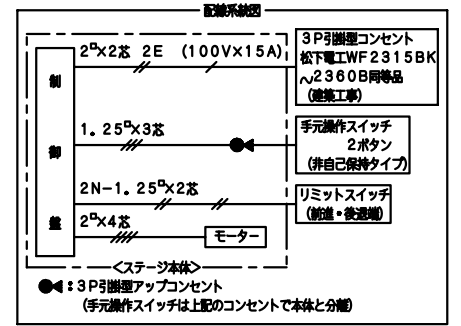 配線系統図
2□×2芯 2E (100V×15A)
3P引掛型コンセント
松下電工WF2315BK
～2360B同等品
(建築工事)
制御盤
1.25□×3芯
手元操作スイッチ
2ボタン
(非自己保持タイプ)
2N-1.25□×2芯
リミットスイッチ
(前進・後退端)
2□×4芯
モーター
<ステージ本体>
：3P引掛型アップコンセント
(手元操作スイッチは上記のコンセントで本体と分離)